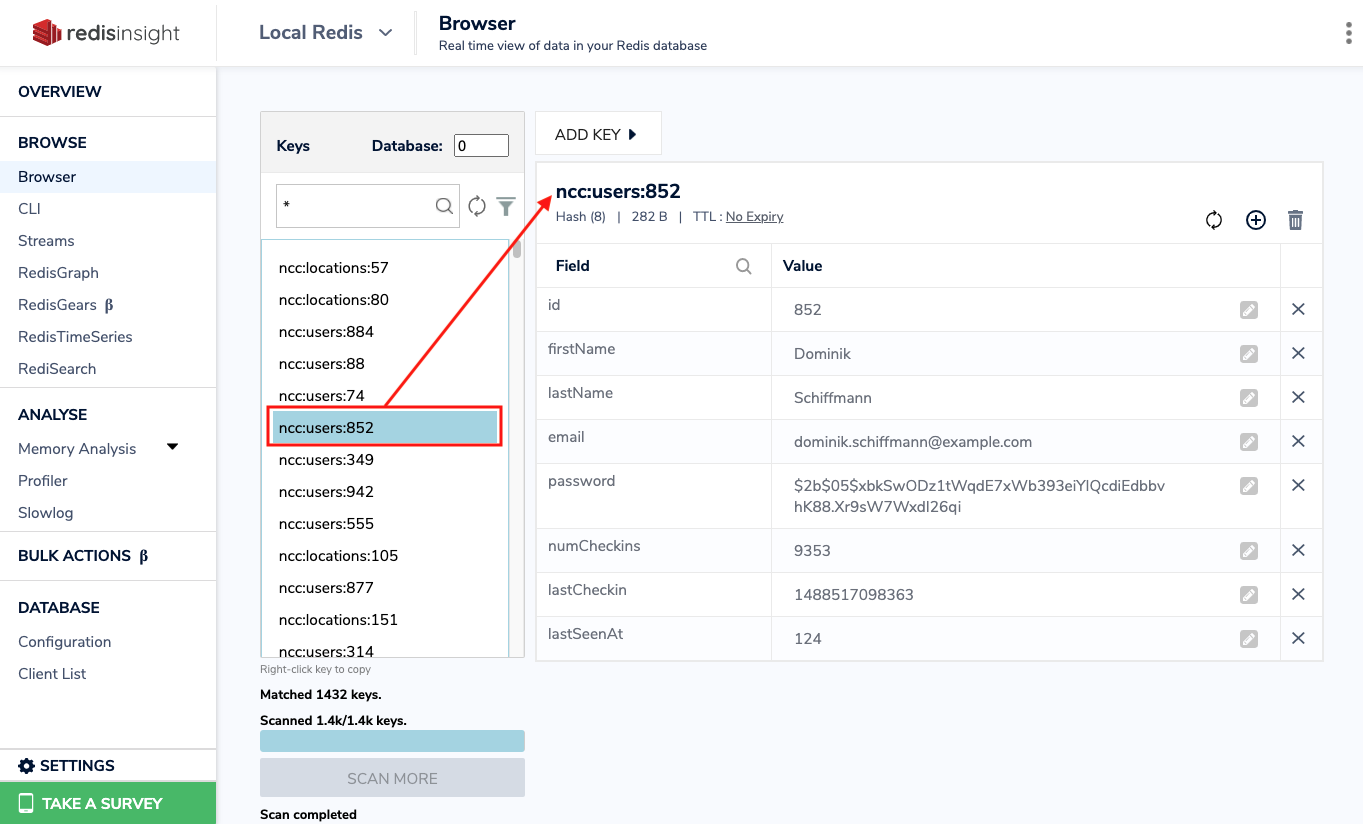 redisinsight
Local Redis
Browser
Real time view of data in your Redis database
OVERVIEW
BROWSE
Browser
CLI
Streams
RedisGraph
RedisGears β
RedisTimeSeries
RediSearch
ANALYSE
Memory Analysis
Profiler
Slowlog
BULK ACTIONS β
DATABASE
Configuration
Client List
SETTINGS
TAKE A SURVEY
Keys Database: 0
*
ncc:locations:57
ncc:locations:80
ncc:users:884
ncc:users:88
ncc:users:74
ncc:users:852
ncc:users:349
ncc:users:942
ncc:users:555
ncc:locations:105
ncc:users:877
ncc:locations:151
ncc:users:314
Right-click key to copy
Matched 1432 keys.
Scanned 1.4k/1.4k keys.
SCAN MORE
Scan completed
ADD KEY
ncc:users:852
Hash (8) | 282 B | TTL : No Expiry
Field Value
id 852
firstName Dominik
lastName Schiffmann
email dominik.schiffmann@example.com
password $2b$05$xbkSwODz1tWqdE7xWb393eiYlQcdiEdbbv
hK88.Xr9sW7Wxdl26qi
numCheckins 9353
lastCheckin 1488517098363
lastSeenAt 124